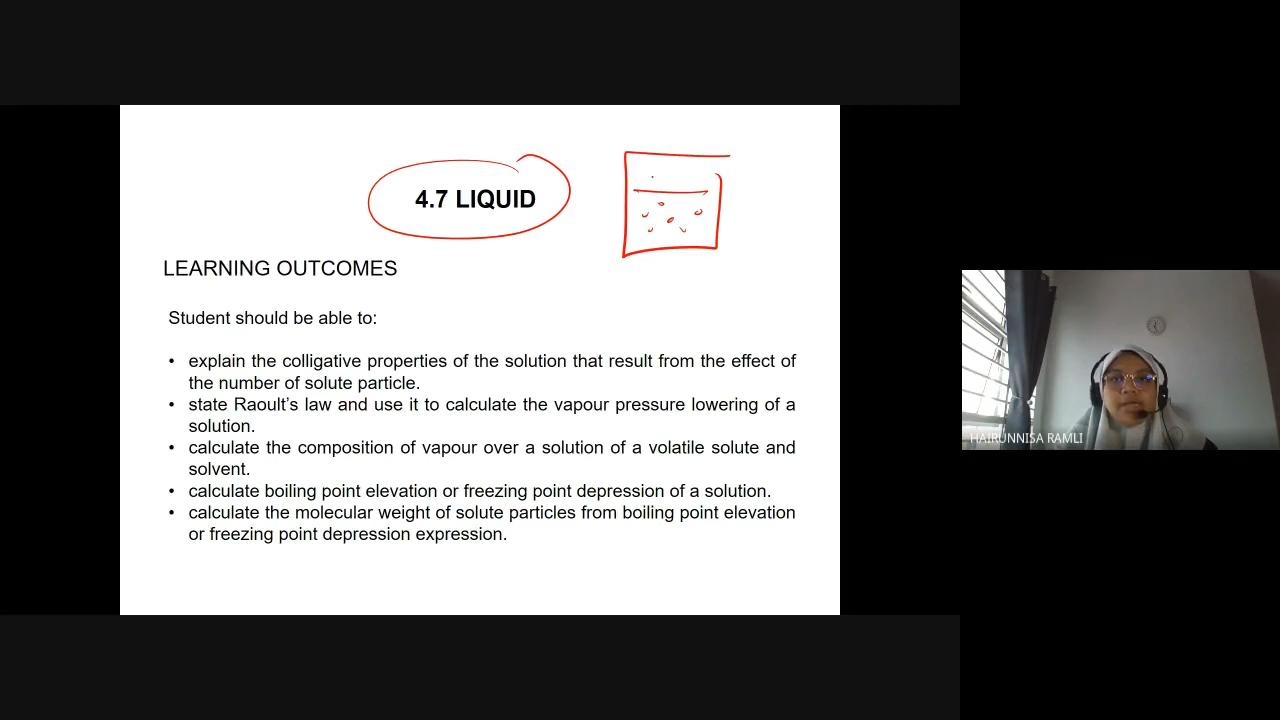 4.7 LIQUID
LEARNING OUTCOMES
Student should be able to:
• explain the colligative properties of the solution that result from the effect of
the number of solute particle.
• state Raoult’s law and use it to calculate the vapour pressure lowering of a
solution.
• calculate the composition of vapour over a solution of a volatile solute and
solvent.
• calculate boiling point elevation or freezing point depression of a solution.
• calculate the molecular weight of solute particles from boiling point elevation
or freezing point depression expression.
HAIRUNNISA RAMLI